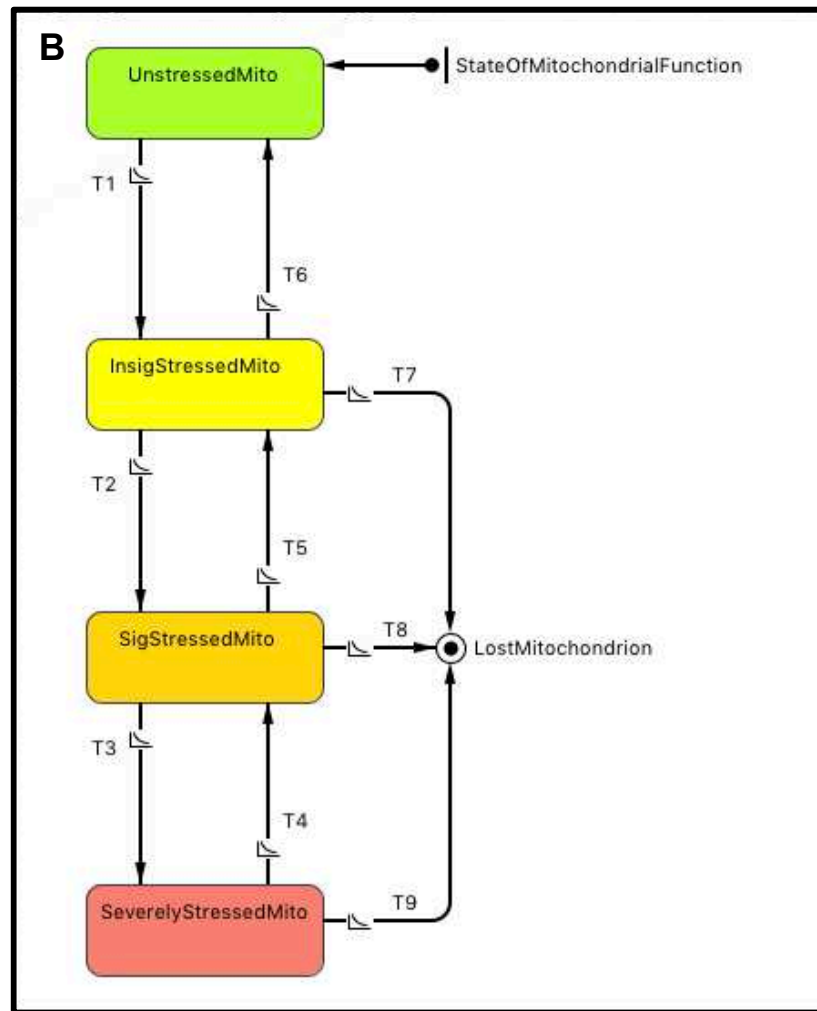 B
UnstressedMito
StateOfMitochondrialFunction
T1
T6
InsigStressedMito
T7
T2
T5
SigStressedMito
T8
LostMitochondrion
T3
T4
SeverelyStressedMito
T9